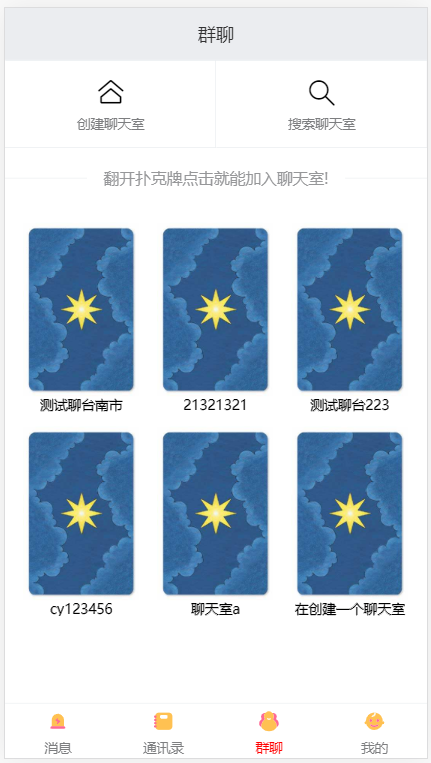 群聊
创建聊天室
搜索聊天室
翻开扑克牌点击就能加入聊天室!
测试聊台南市
21321321
测试聊台223
cy123456
聊天室a
在创建一个聊天室
消息
通讯录
群聊
我的